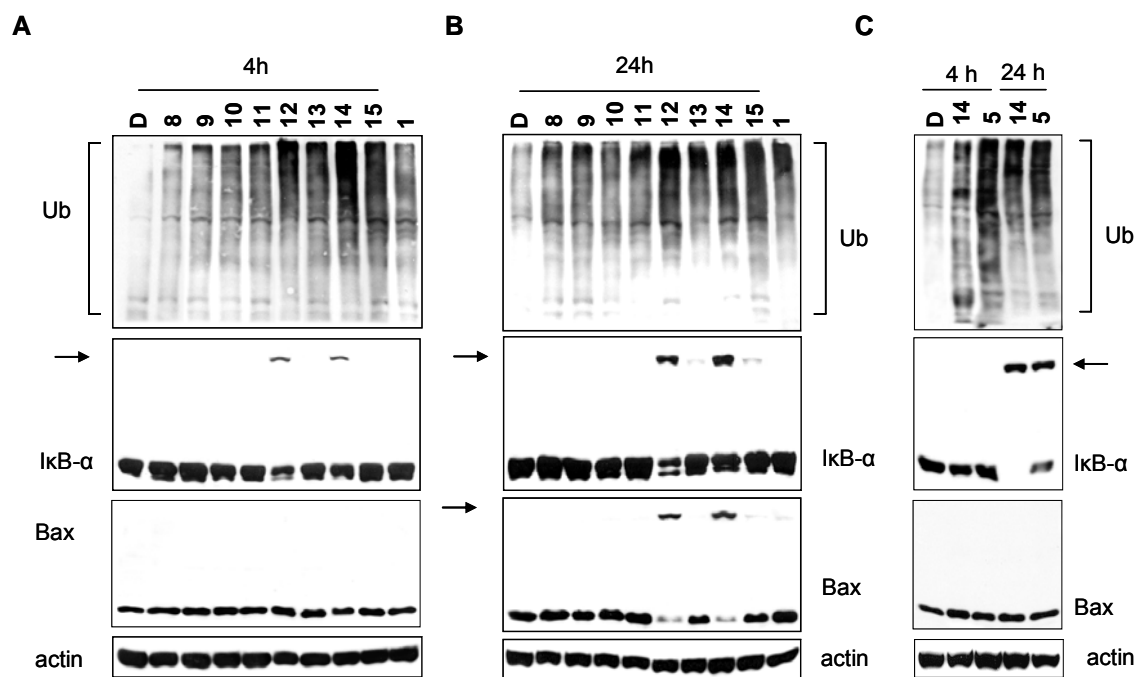 A
4h
D 8 9 10 11 12 13 14 15 1
Ub
IκB-α
Bax
actin
B
24h
D 8 9 10 11 12 13 14 15 1
Ub
IκB-α
Bax
actin
C
4 h 24 h
D 14 5 14 5
Ub
IκB-α
Bax
actin